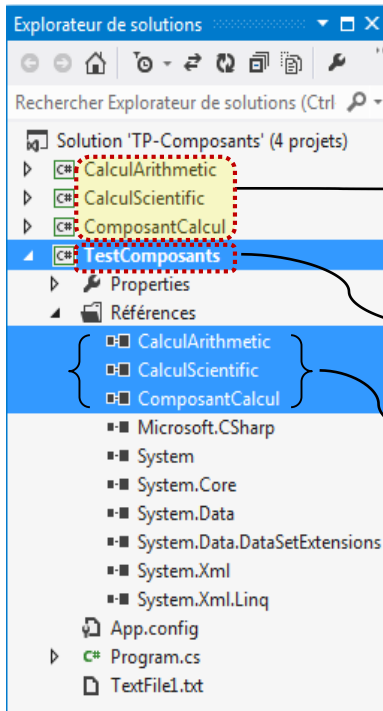 Explorateur de solutions
Rechercher Explorateur de solutions (Ctrl
Solution 'TP-Composants' (4 projets)
C# CalculArithmetic
C# CalculScientific
C# ComposantCalcul
C# TestComposants
Properties
Références
CalculArithmetic
CalculScientific
ComposantCalcul
Microsoft.CSharp
System
System.Core
System.Data
System.Data.DataSetExtensions
System.Xml
System.Xml.Linq
App.config
C# Program.cs
TextFile1.txt